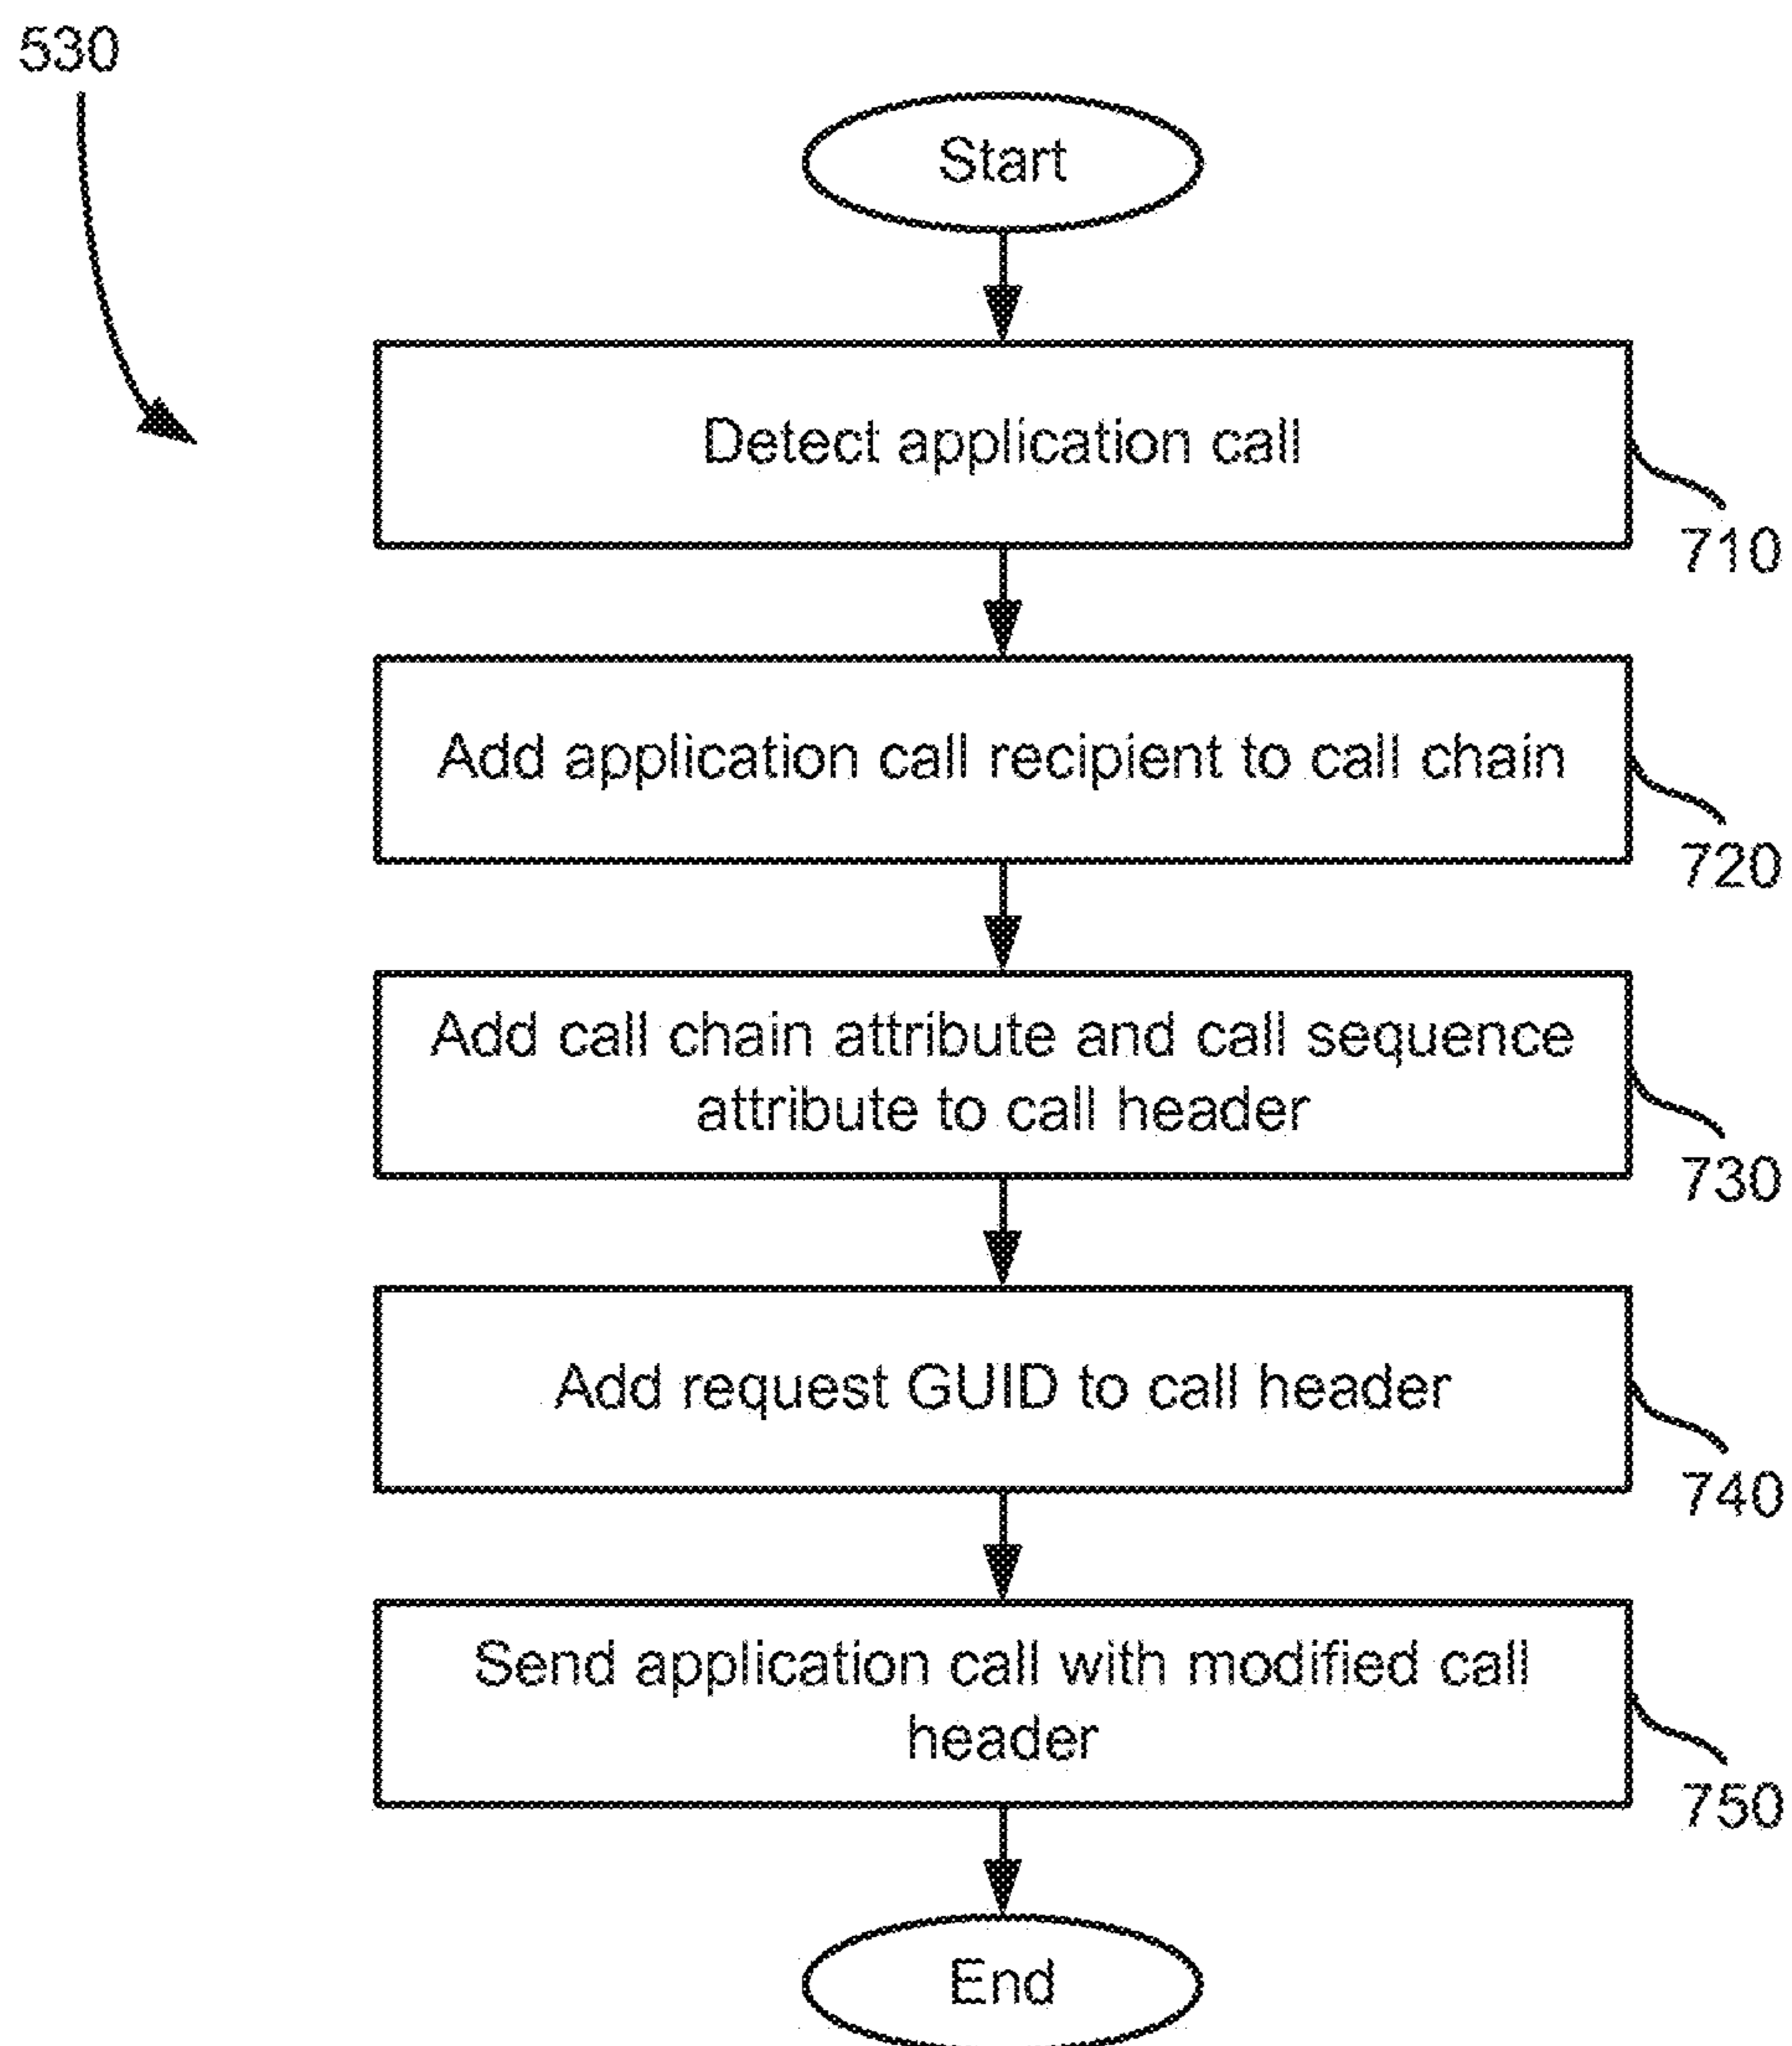 530
Start
Detect application call
710
Add application call recipient to call chain
720
Add call chain attribute and call sequence
attribute to call header
730
Add request GUID to call header
740
Send application call with modified call
header
750
End